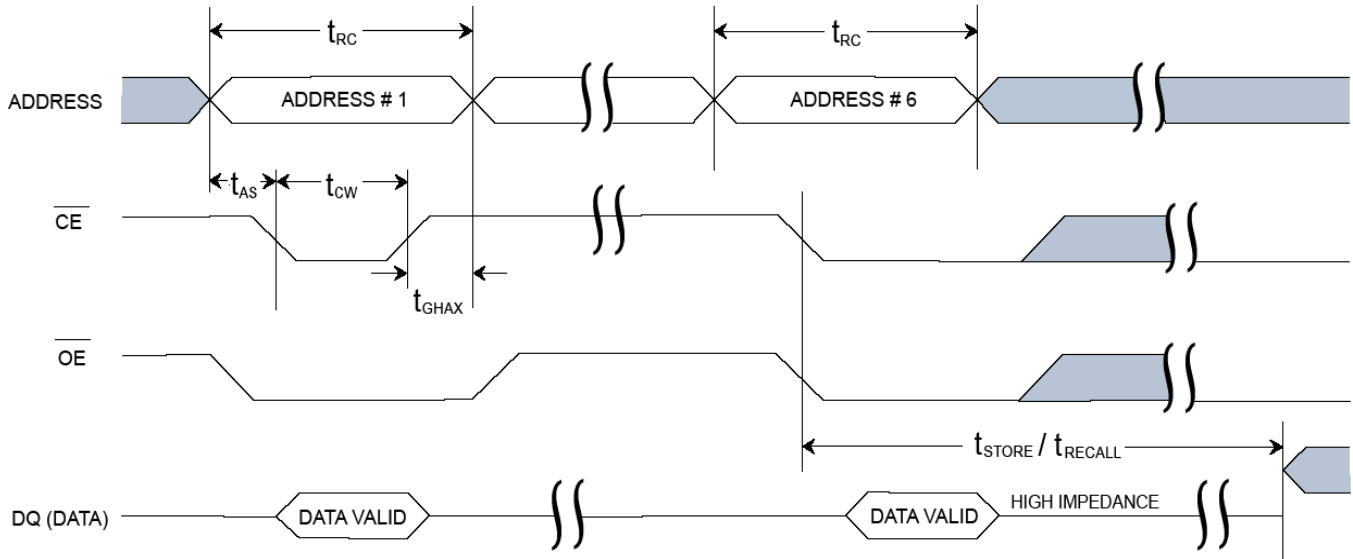 tRC
tRC
ADDRESS
ADDRESS # 1
ADDRESS # 6
tAS
tCW
CE
tGHAX
OE
tSTORE / tRECALL
HIGH IMPEDANCE
DQ (DATA)
DATA VALID
DATA VALID